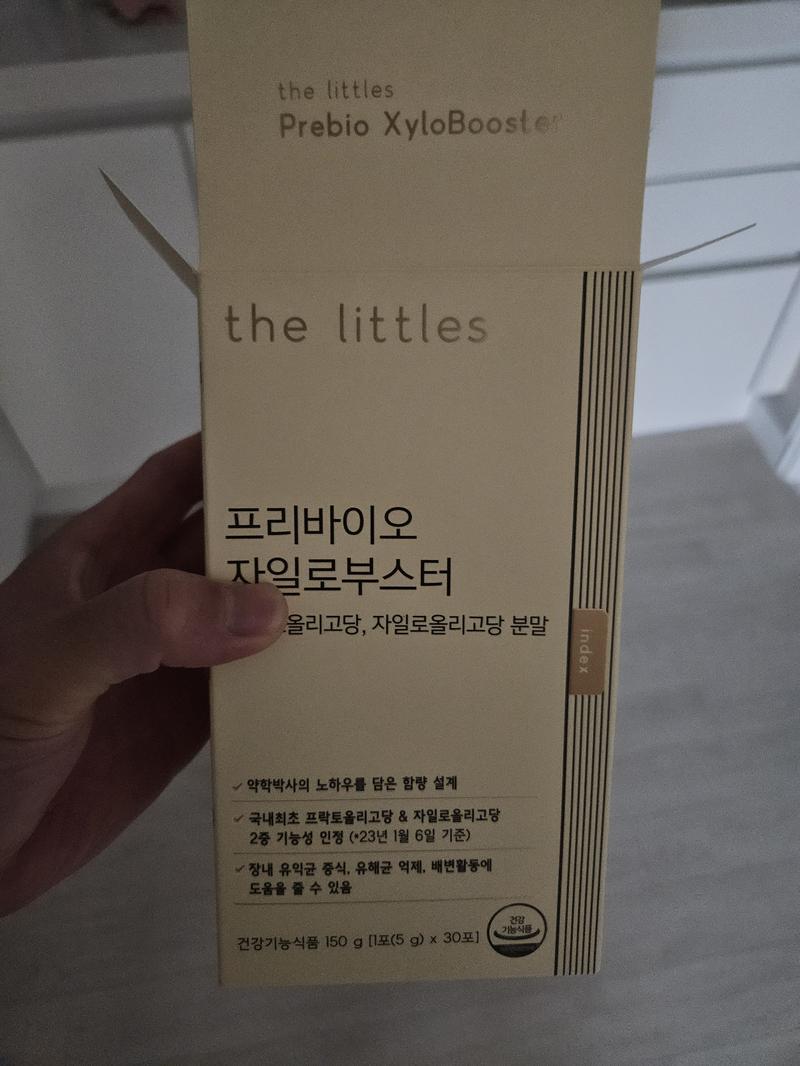 the littles
Prebio XyloBooster
the littles
프리바이오
자일로부스터
올리고당, 자일로올리고당 분말
index
✓ 약학박사의 노하우를 담은 함량 설계
✓ 국내최초 프락토올리고당 & 자일로올리고당
2중 기능성 인정 (*23년 1월 6일 기준)
✓ 장내 유익균 증식, 유해균 억제, 배변활동에
도움을 줄 수 있음
건강기능식품 150 g [1포(5 g) x 30포]
건강
기능식품